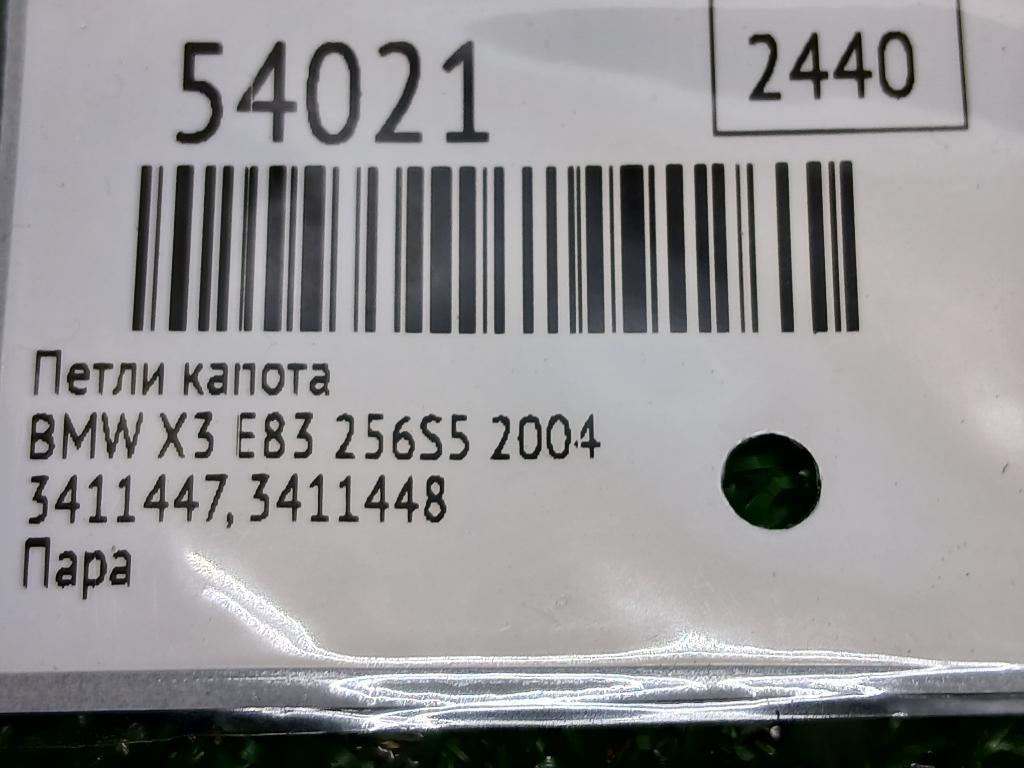 54021
2440
Петли капота
BMW X3 E83 256S5 2004
3411447, 3411448
Пара